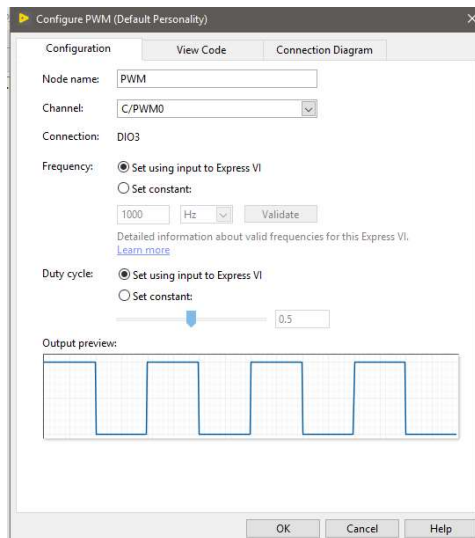 Configure PWM (Default Personality)
Configuration View Code Connection Diagram
Node name: PWM
Channel: C/PWM0
Connection: DIO3
Frequency: Set using input to Express VI
Set constant:
1000 Hz Validate
Detailed information about valid frequencies for this Express VI.
Learn more
Duty cycle: Set using input to Express VI
Set constant:
0.5
Output preview:
OK Cancel Help